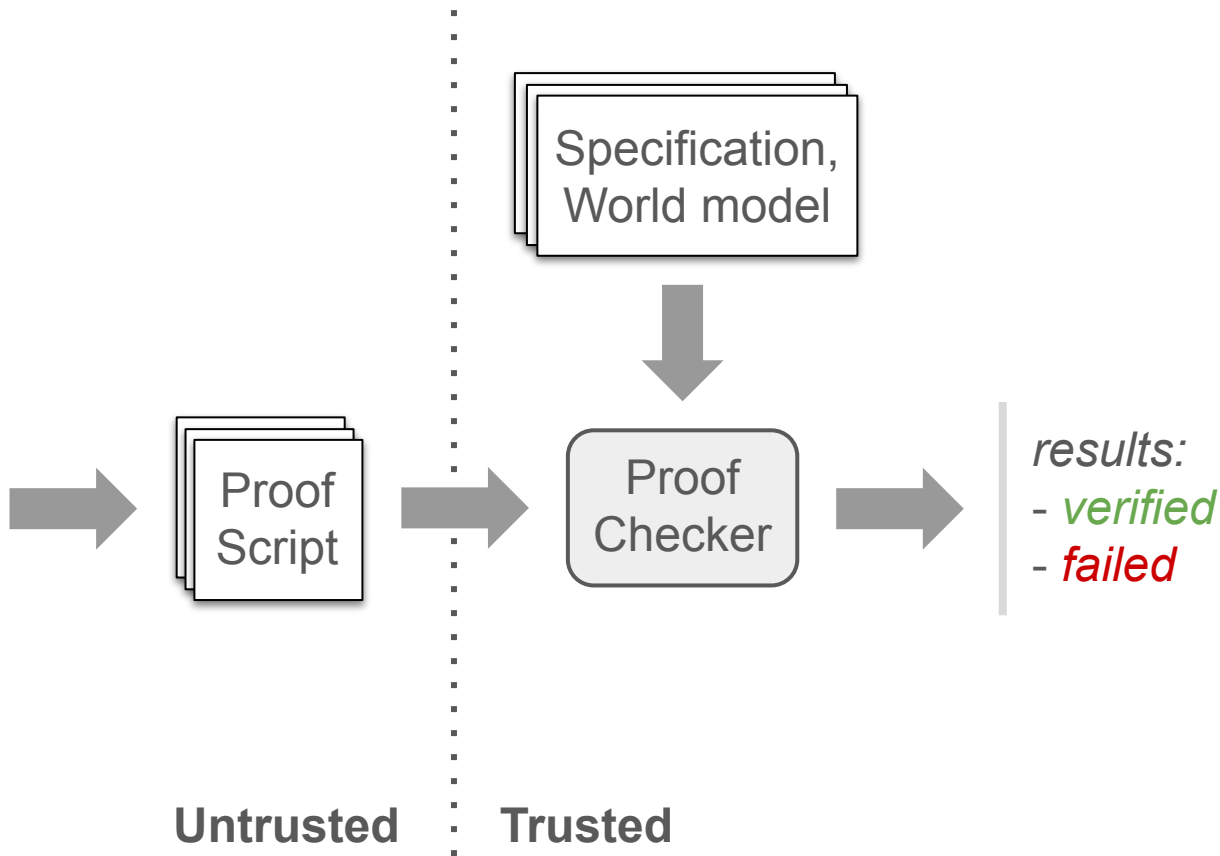 Specification,
World model
Proof
Script
Proof
Checker
results:
- verified
- failed
Untrusted
Trusted